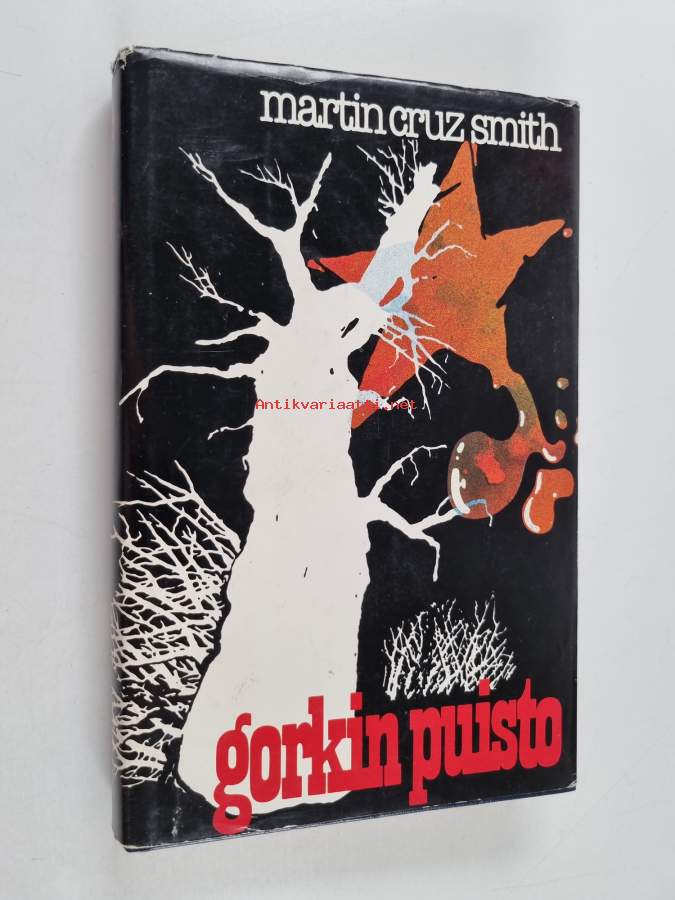 martin cruz smith
Antikvariaatti.net
gorkin puisto